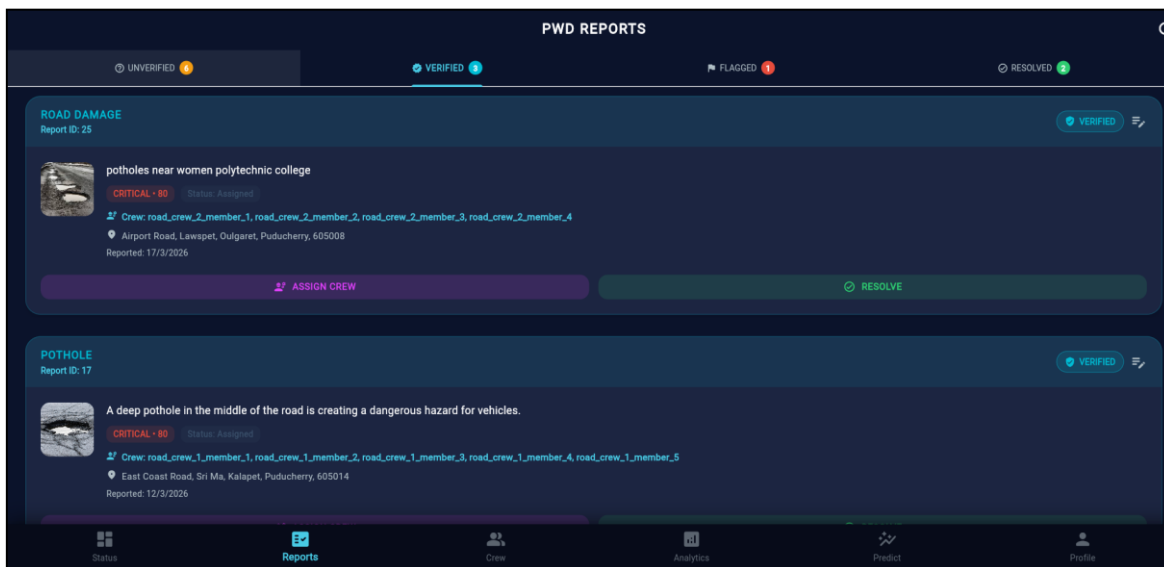 PWD REPORTS
UNVERIFIED 6
VERIFIED 3
FLAGGED 1
RESOLVED 2
ROAD DAMAGE
Report ID: 25
VERIFIED
potholes near women polytechnic college
CRITICAL • 80 Status: Assigned
Crew: road_crew_2_member_1, road_crew_2_member_2, road_crew_2_member_3, road_crew_2_member_4
Airport Road, Lawspet, Oulgaret, Puducherry, 605008
Reported: 17/3/2026
ASSIGN CREW
RESOLVE
POTHOLE
Report ID: 17
VERIFIED
A deep pothole in the middle of the road is creating a dangerous hazard for vehicles.
CRITICAL • 80 Status: Assigned
Crew: road_crew_1_member_1, road_crew_1_member_2, road_crew_1_member_3, road_crew_1_member_4, road_crew_1_member_5
East Coast Road, Sri Ma, Kalapet, Puducherry, 605014
Reported: 12/3/2026
Status
Reports
Crew
Analytics
Predict
Profile